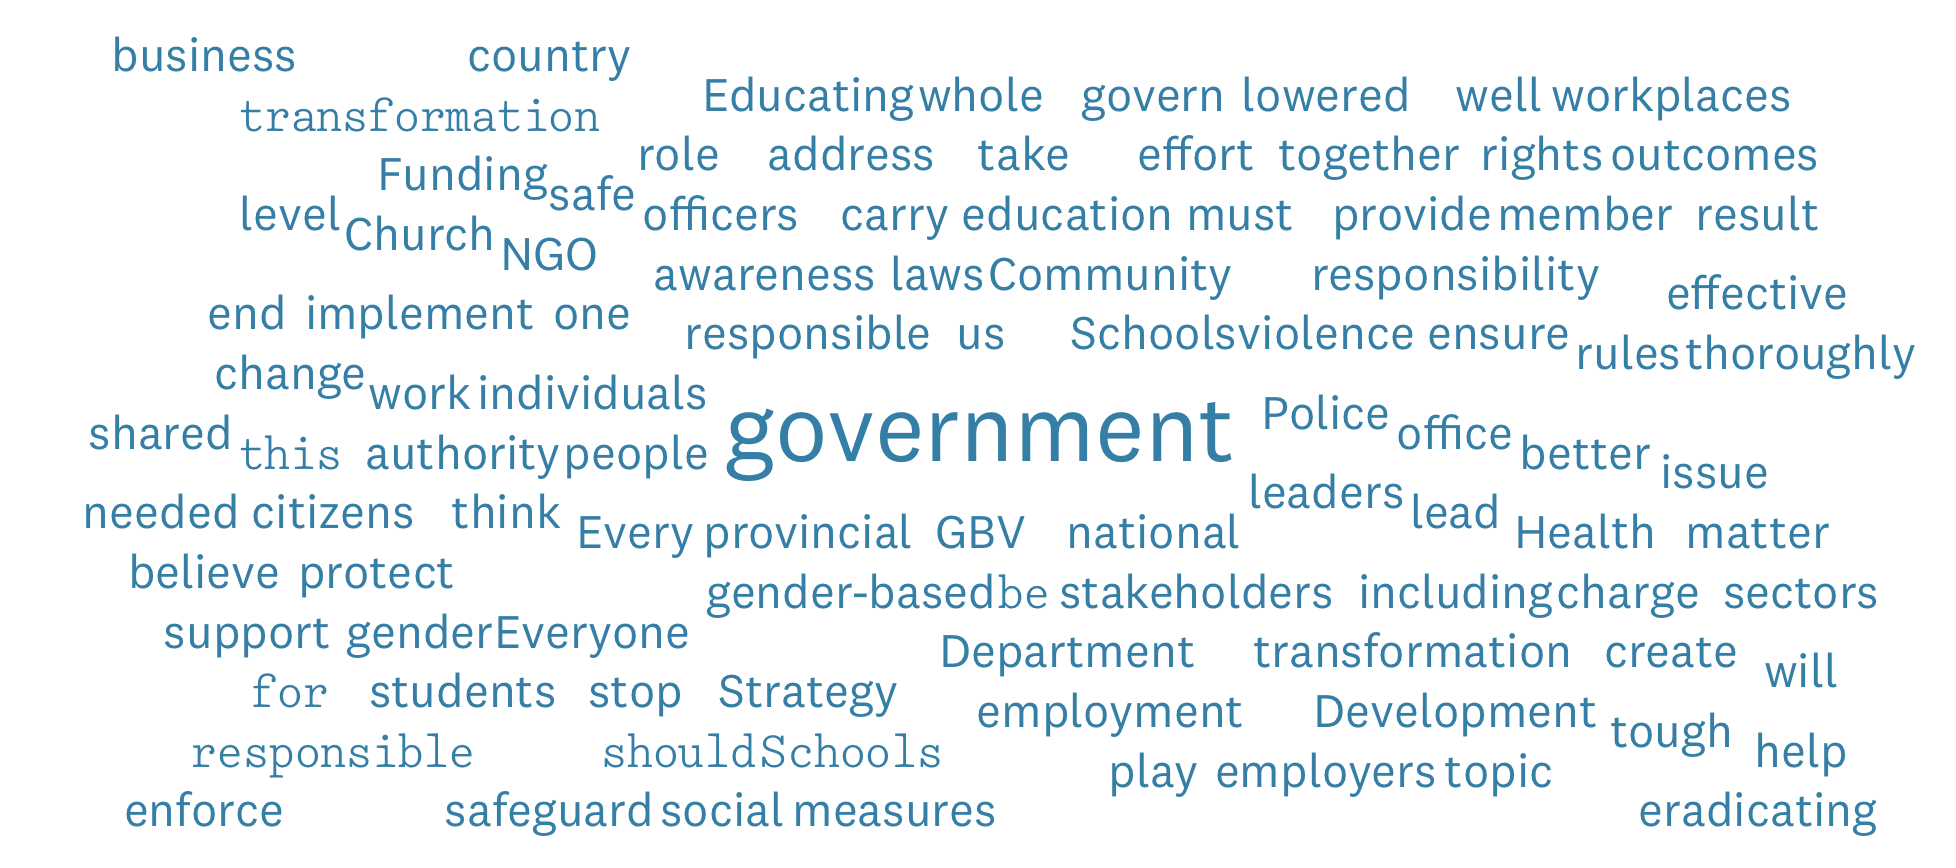 business country
Educating whole govern lowered well workplaces
transformation
role address take effort together rights outcomes
Funding safe
level officers carry education must provide member result
Church NGO
awareness laws Community responsibility effective
end implement one
responsible us Schools violence ensure rules thoroughly
change work individuals
government Police office better issue
shared this authority people
leaders lead
needed citizens think Every provincial GBV national Health matter
believe protect
gender-based be stakeholders including charge sectors
support gender Everyone
Department transformation create will
for students stop Strategy
employment Development tough help
responsible should Schools
play employers topic
enforce safeguard social measures eradicating